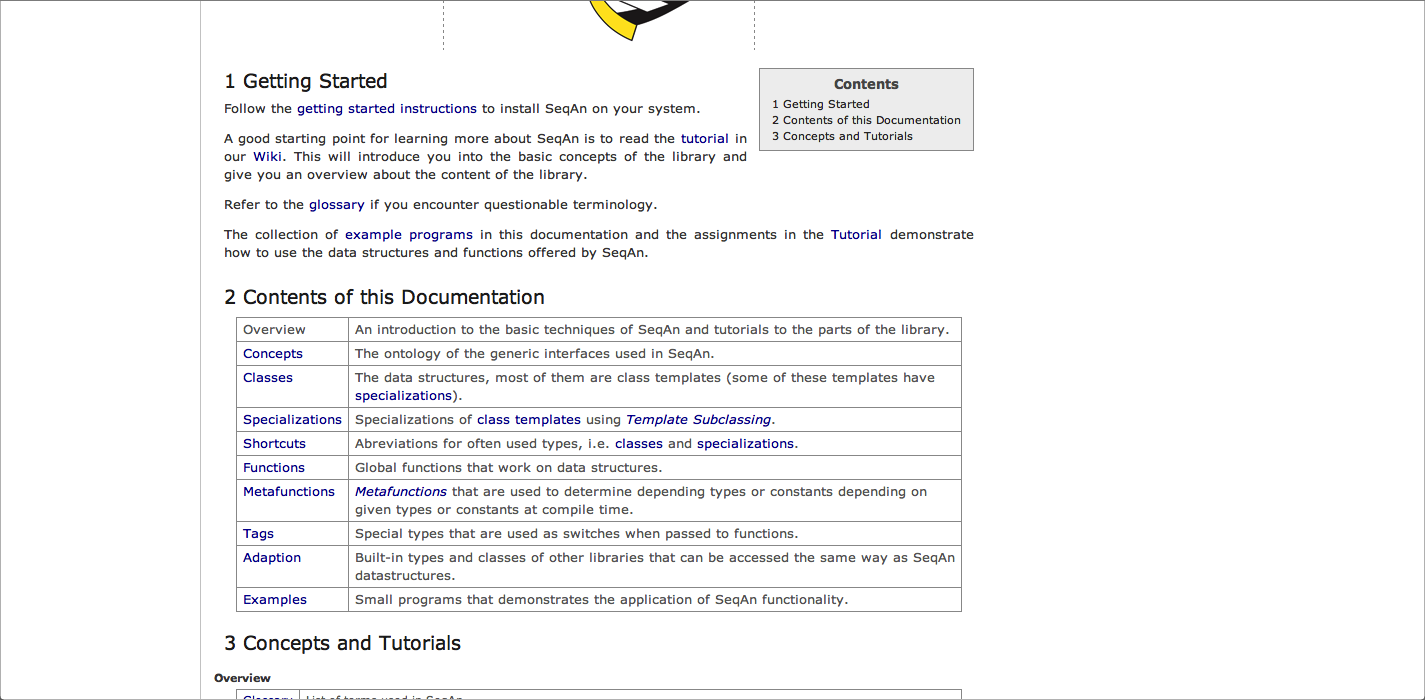 1 Getting Started
Follow the getting started instructions to install SeqAn on your system.
A good starting point for learning more about SeqAn is to read the tutorial in
our Wiki. This will introduce you into the basic concepts of the library and
give you an overview about the content of the library.
Refer to the glossary if you encounter questionable terminology.
The collection of example programs in this documentation and the assignments in the Tutorial demonstrate
how to use the data structures and functions offered by SeqAn.
Contents
1 Getting Started
2 Contents of this Documentation
3 Concepts and Tutorials
2 Contents of this Documentation
Overview An introduction to the basic techniques of SeqAn and tutorials to the parts of the library.
Concepts The ontology of the generic interfaces used in SeqAn.
Classes The data structures, most of them are class templates (some of these templates have
specializations).
Specializations Specializations of class templates using Template Subclassing.
Shortcuts Abreviations for often used types, i.e. classes and specializations.
Functions Global functions that work on data structures.
Metafunctions Metafunctions that are used to determine depending types or constants depending on
given types or constants at compile time.
Tags Special types that are used as switches when passed to functions.
Adaption Built-in types and classes of other libraries that can be accessed the same way as SeqAn
datastructures.
Examples Small programs that demonstrates the application of SeqAn functionality.
3 Concepts and Tutorials
Overview
Glossary List of terms used in SeqAn